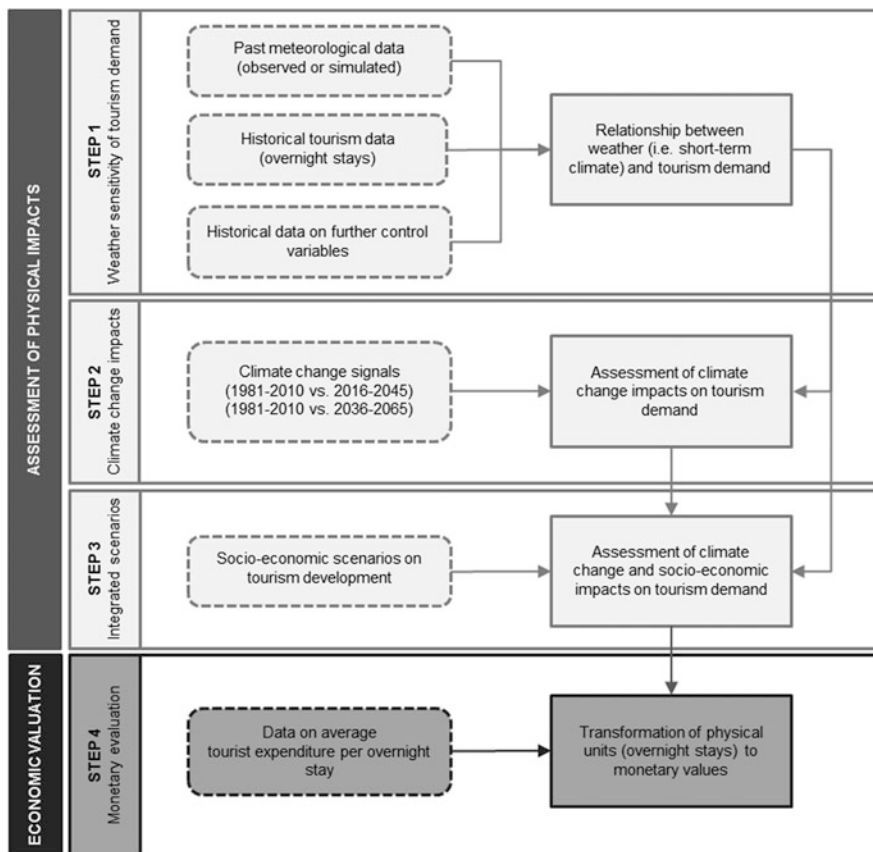 ASSESSMENT OF PHYSICAL IMPACTS
STEP 1
Weather sensitivity of tourism demand
Past meteorological data
(observed or simulated)
Historical tourism data
(overnight stays)
Historical data on further control
variables
Relationship between
weather (i.e. short-term
climate) and tourism demand
STEP 2
Climate change impacts
Climate change signals
(1981-2010 vs. 2016-2045)
(1981-2010 vs. 2036-2065)
Assessment of climate
change impacts on tourism
demand
STEP 3
Integrated scenarios
Socio-economic scenarios on
tourism development
Assessment of climate
change and socio-economic
impacts on tourism demand
ECONOMIC VALUATION
STEP 4
Monetary evaluation
Data on average
tourist expenditure per overnight
stay
Transformation of physical
units (overnight stays) to
monetary values